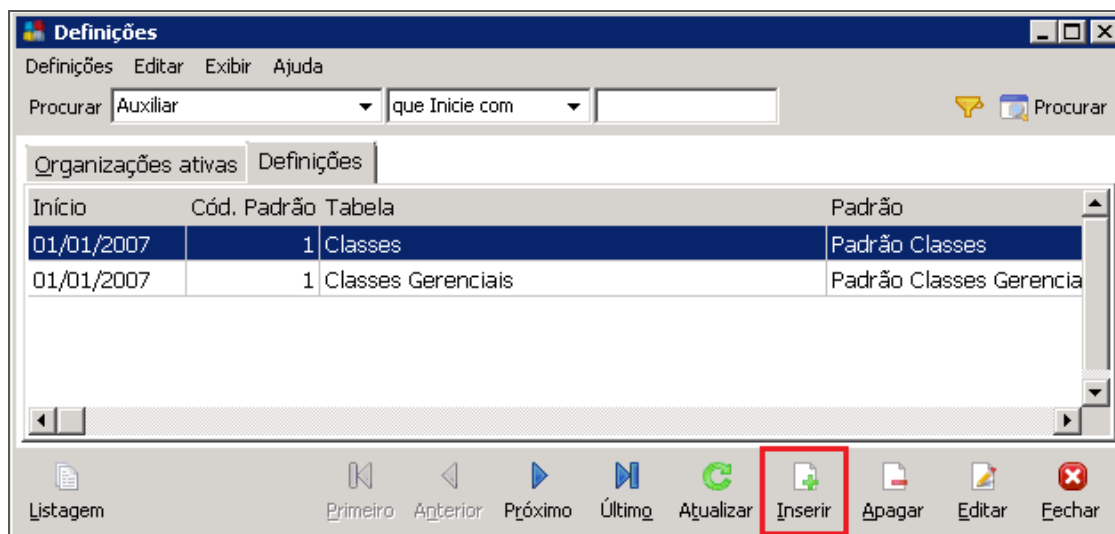 Definições
Definições Editar Exibir Ajuda
Procurar Auxiliar que Inicie com Procurar
Organizações ativas Definições
Início Cód. Padrão Tabela Padrão
01/01/2007 1 Classes Padrão Classes
01/01/2007 1 Classes Gerenciais Padrão Classes Gerencia
Listagem Primeiro Anterior Próximo Último Atualizar Inserir Apagar Editar Fechar